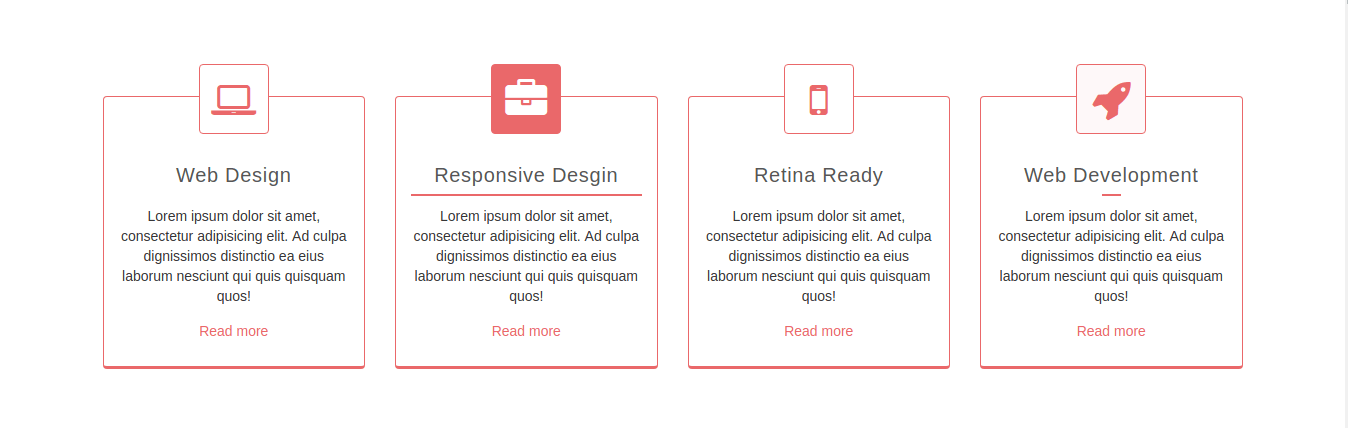 Web Design
Lorem ipsum dolor sit amet,
consectetur adipisicing elit. Ad culpa
dignissimos distinctio ea eius
laborum nesciunt qui quis quisquam
quos!
Read more
Responsive Desgin
Lorem ipsum dolor sit amet,
consectetur adipisicing elit. Ad culpa
dignissimos distinctio ea eius
laborum nesciunt qui quis quisquam
quos!
Read more
Retina Ready
Lorem ipsum dolor sit amet,
consectetur adipisicing elit. Ad culpa
dignissimos distinctio ea eius
laborum nesciunt qui quis quisquam
quos!
Read more
Web Development
Lorem ipsum dolor sit amet,
consectetur adipisicing elit. Ad culpa
dignissimos distinctio ea eius
laborum nesciunt qui quis quisquam
quos!
Read more